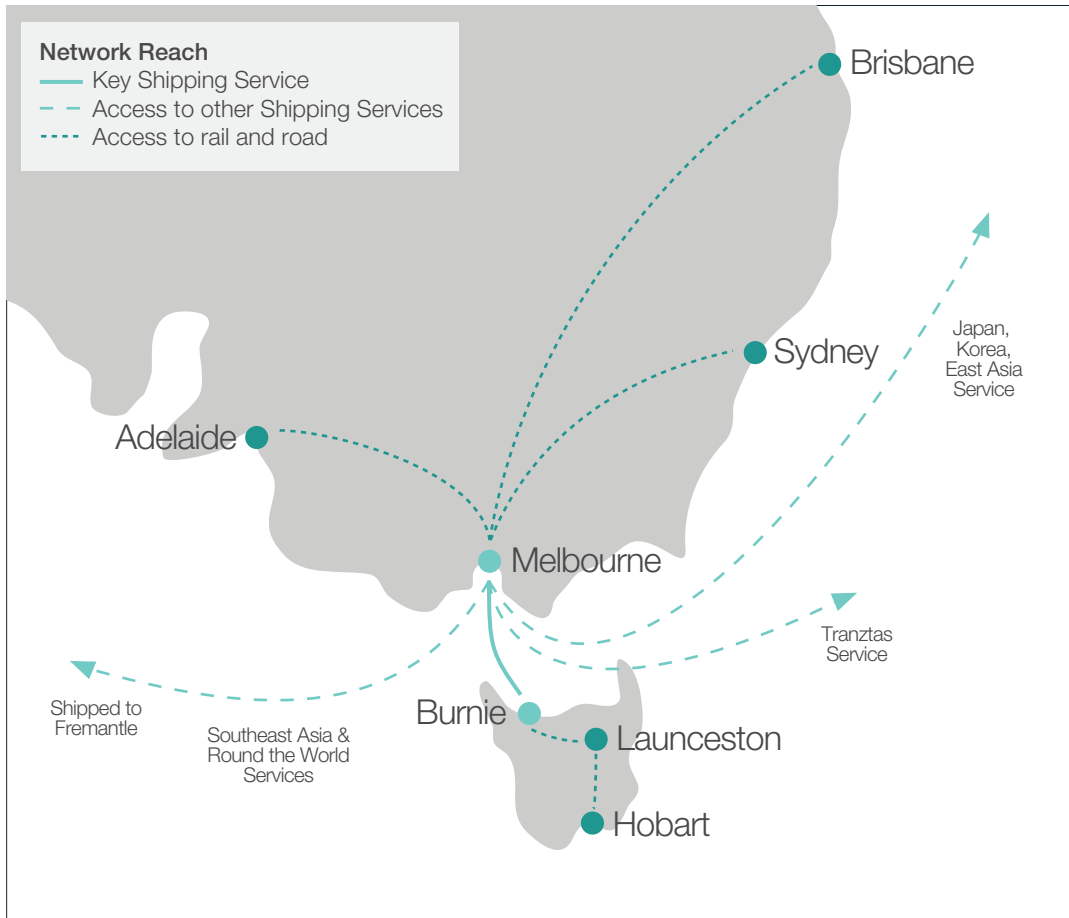 Network Reach
Key Shipping Service
Access to other Shipping Services
Access to rail and road
Brisbane
Japan,
Korea,
East Asia
Service
Sydney
Adelaide
Melbourne
Tranztas
Service
Shipped to
Fremantle
Southeast Asia &
Round the World
Services
Burnie
Launceston
Hobart